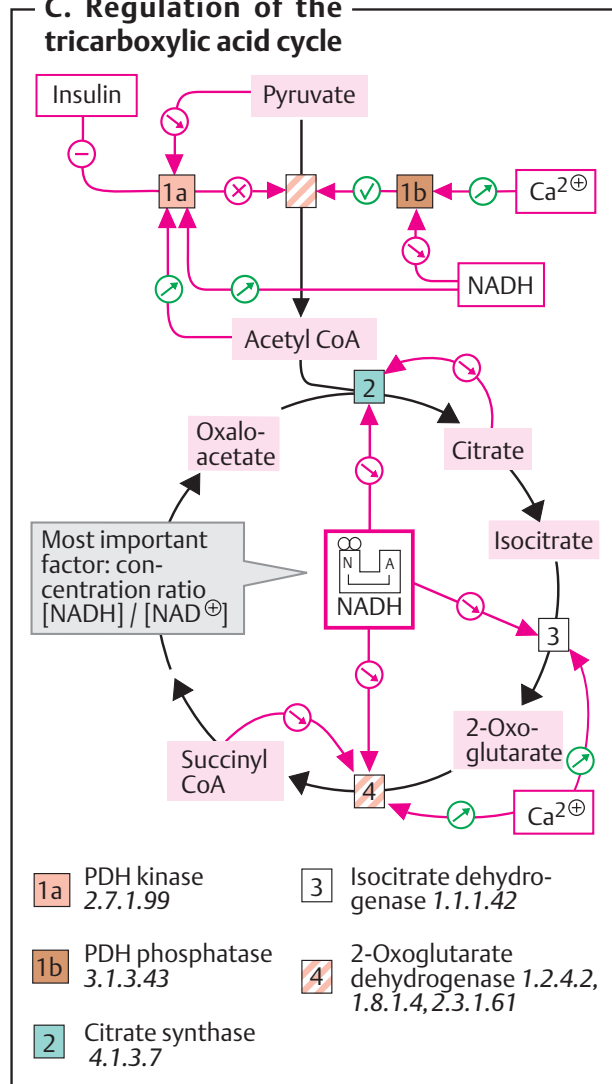 C. Regulation of the
tricarboxylic acid cycle
Insulin
Pyruvate
1a
1b
Ca²⊕
NADH
Acetyl CoA
2
Oxalo-
acetate
Citrate
Most important
factor: con-
centration ratio
[NADH] / [NAD⊕]
N A
NADH
Isocitrate
3
2-Oxo-
glutarate
Succinyl
CoA
4
Ca²⊕
1a PDH kinase
2.7.1.99
1b PDH phosphatase
3.1.3.43
2 Citrate synthase
4.1.3.7
3 Isocitrate dehydro-
genase 1.1.1.42
4 2-Oxoglutarate
dehydrogenase 1.2.4.2,
1.8.1.4, 2.3.1.61